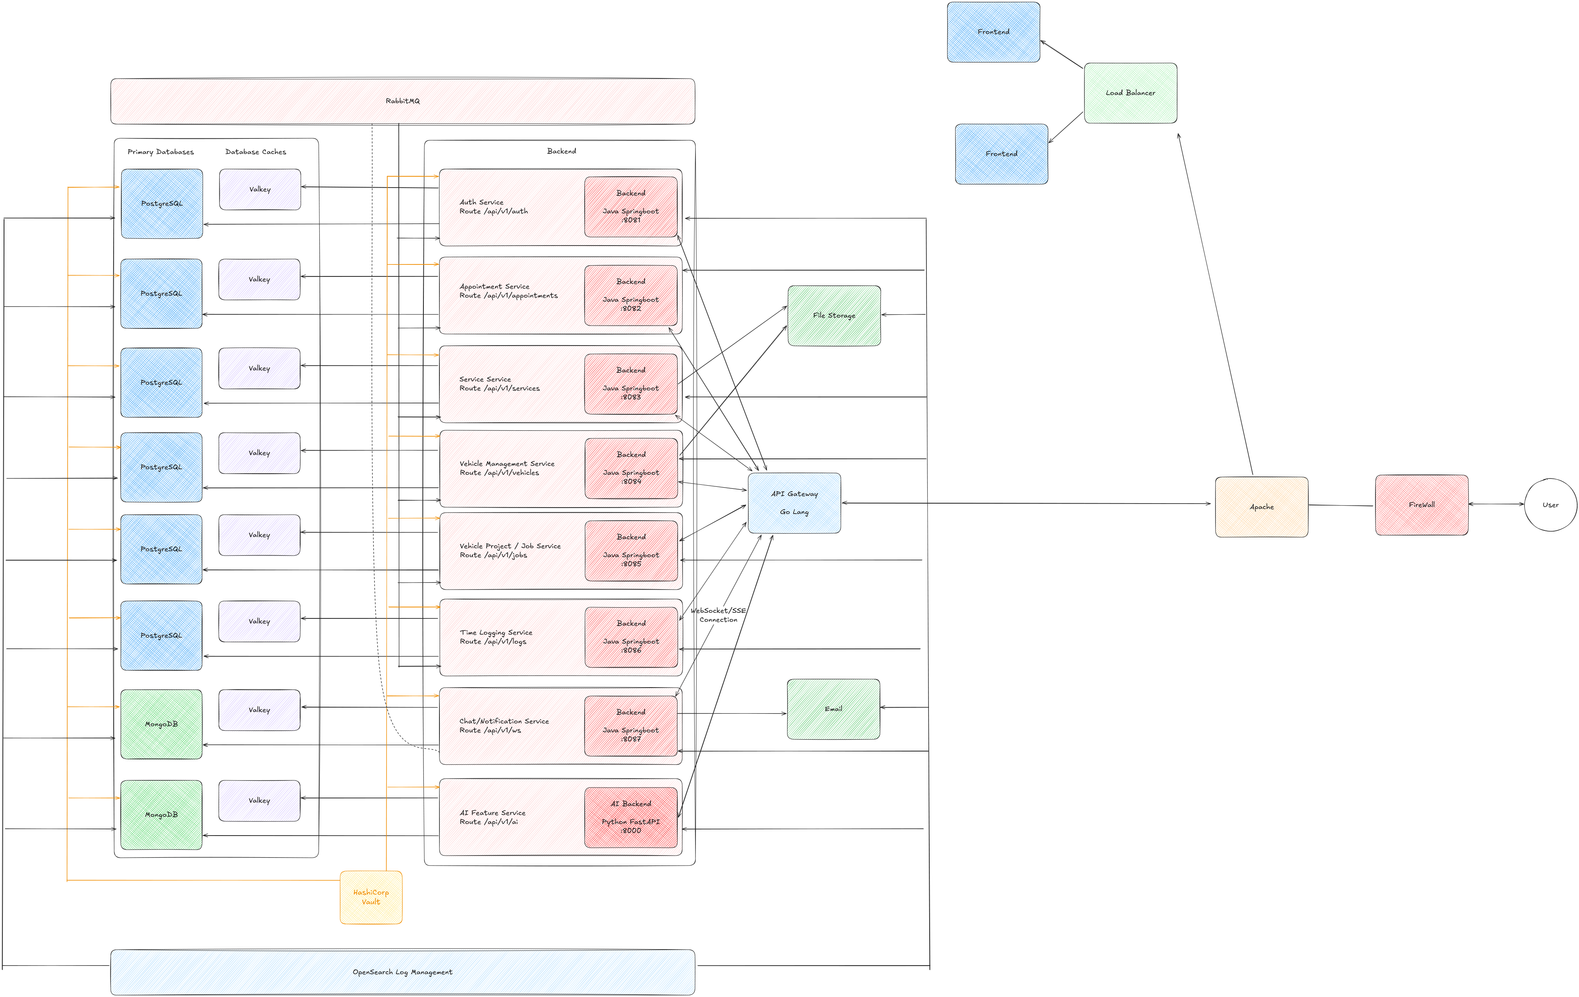 Frontend
Load Balancer
Frontend
RabbitMQ
Primary Databases
Database Caches
Backend
PostgreSQL
Valkey
Auth Service
Route /api/v1/auth
Backend
Java Springboot
:8081
PostgreSQL
Valkey
Appointment Service
Route /api/v1/appointments
Backend
Java Springboot
:8082
File Storage
PostgreSQL
Valkey
Service Service
Route /api/v1/services
Backend
Java Springboot
:8083
PostgreSQL
Valkey
Vehicle Management Service
Route /api/v1/vehicles
Backend
Java Springboot
:8084
API Gateway
Go Lang
Apache
FireWall
User
PostgreSQL
Valkey
Vehicle Project / Job Service
Route /api/v1/jobs
Backend
Java Springboot
:8085
WebSocket/SSE
Connection
PostgreSQL
Valkey
Time Logging Service
Route /api/v1/logs
Backend
Java Springboot
:8086
MongoDB
Valkey
Chat/Notification Service
Route /api/v1/ws
Backend
Java Springboot
:8087
Email
MongoDB
Valkey
AI Feature Service
Route /api/v1/ai
AI Backend
Python FastAPI
:8000
HashiCorp
Vault
OpenSearch Log Management